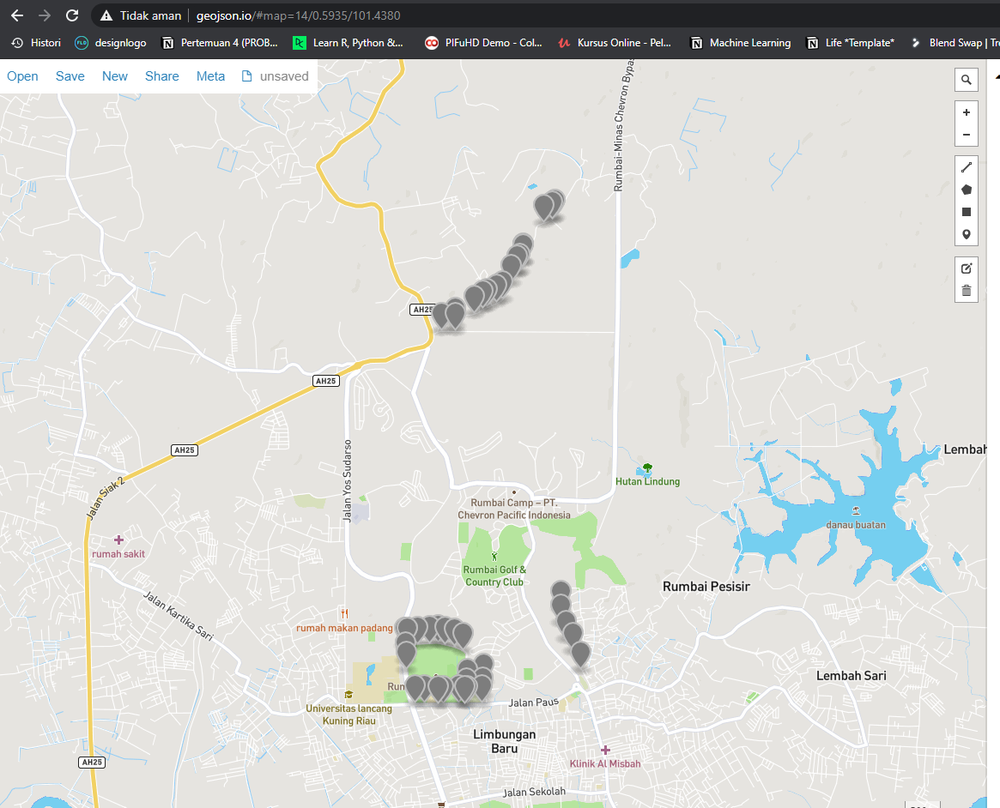 Tidak aman
geojson.io/#map=14/0.5935/101.4380
Histori
designlogo
Pertemuan 4 (PROB...
Learn R, Python &...
PIFuHD Demo - Col...
Kursus Online - Pel...
Machine Learning
Life *Template*
Blend Swap | Tr
Open
Save
New
Share
Meta
unsaved
Rumbai-Minas Chevron Bypas
AH25
AH25
AH25
Jalan Yos Sudarso
Jalan Siak 2
Lembah
Hutan Lindung
Rumbai Camp – PT.
Chevron Pacific Indonesia
danau buatan
rumah sakit
Rumbai Golf &
Country Club
Rumbai Pesisir
Jalan Kartika Sari
rumah makan padang
Lembah Sari
Run
Jalan Paus
Universitas lancang
Kuning Riau
Limbungan
Baru
AH25
Klinik Al Misbah
Jalan Sekolah